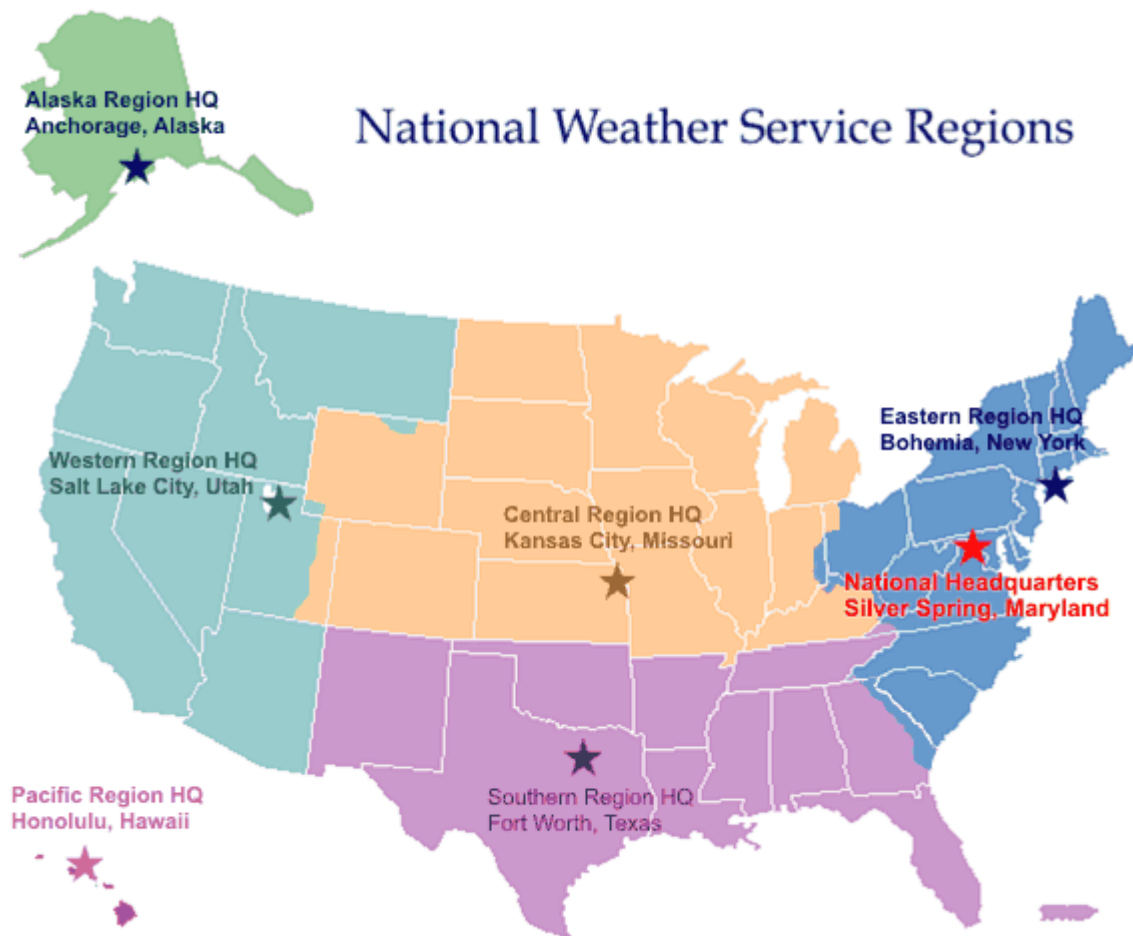 Alaska Region HQ
Anchorage, Alaska
National Weather Service Regions
Eastern Region HQ
Bohemia, New York
Western Region HQ
Salt Lake City, Utah
Central Region HQ
Kansas City, Missouri
National Headquarters
Silver Spring, Maryland
Pacific Region HQ
Honolulu, Hawaii
Southern Region HQ
Fort Worth, Texas